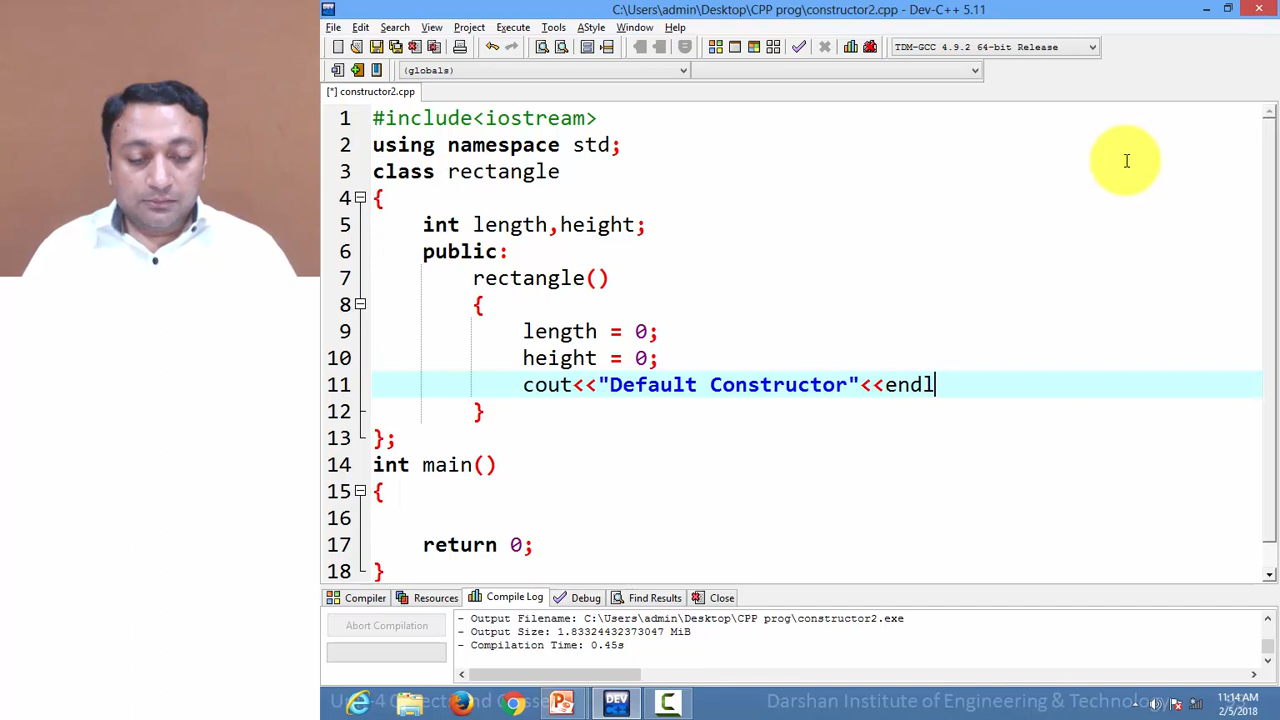 C:\Users\admin\Desktop\CPP prog\constructor2.cpp - Dev-C++ 5.11
File Edit Search View Project Execute Tools AStyle Window Help
TDM-GCC 4.9.2 64-bit Release
(globals)
[*] constructor2.cpp
1 #include<iostream>
2 using namespace std;
3 class rectangle
4 {
5 int length,height;
6 public:
7 rectangle()
8 {
9 length = 0;
10 height = 0;
11 cout<<"Default Constructor"<<endl
12 }
13 };
14 int main()
15 {
16
17 return 0;
18 }
Compiler Resources Compile Log Debug Find Results Close
Abort Compilation
- Output Filename: C:\Users\admin\Desktop\CPP prog\constructor2.exe
- Output Size: 1.83324432373047 MiB
- Compilation Time: 0.45s
Darshan Institute of Engineering & Technology
11:14 AM
2/5/2018